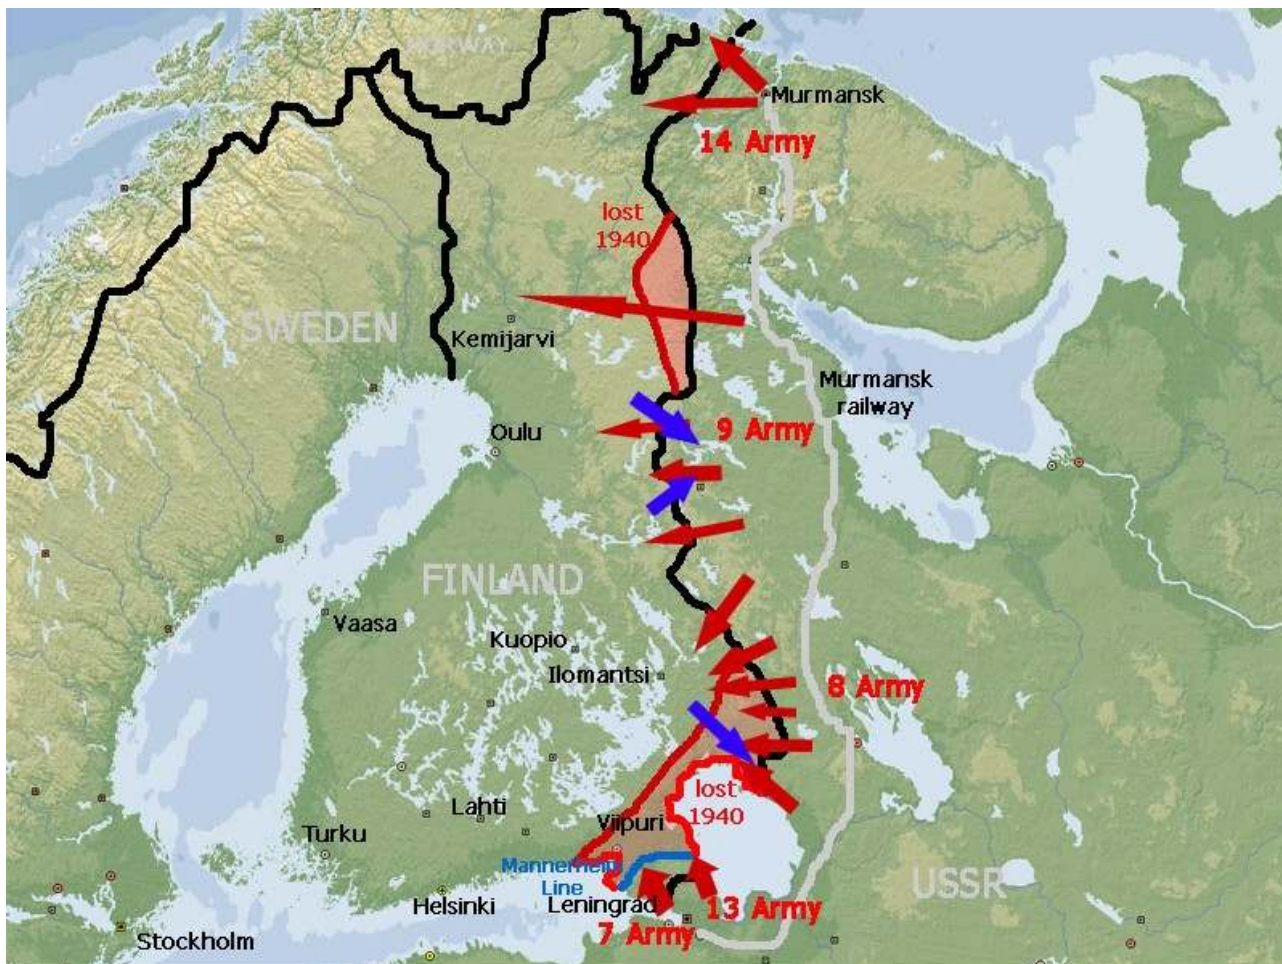 NORWAY
Murmansk
14 Army
lost
1940
SWEDEN
Kemijarvi
Murmansk
railway
Oulu
9 Army
FINLAND
Vaasa
Kuopio
Ilomantsi
8 Army
lost
1940
Lahti
Viipuri
Turku
Mannerheim
Line
USSR
Helsinki
Leningrad
13 Army
7 Army
Stockholm